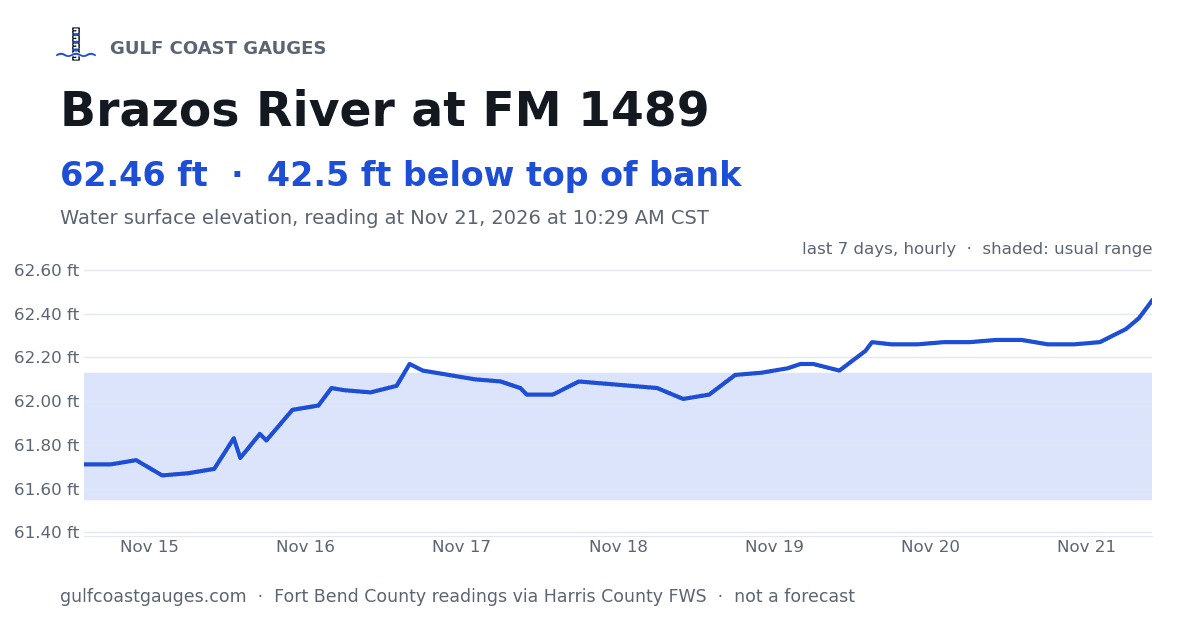 GULF COAST GAUGES
Brazos River at FM 1489
62.46 ft · 42.5 ft below top of bank
Water surface elevation, reading at Nov 21, 2026 at 10:29 AM CST
last 7 days, hourly · shaded: usual range
62.60 ft
62.40 ft
62.20 ft
62.00 ft
61.80 ft
61.60 ft
61.40 ft
Nov 15 Nov 16 Nov 17 Nov 18 Nov 19 Nov 20 Nov 21
gulfcoastgauges.com · Fort Bend County readings via Harris County FWS · not a forecast